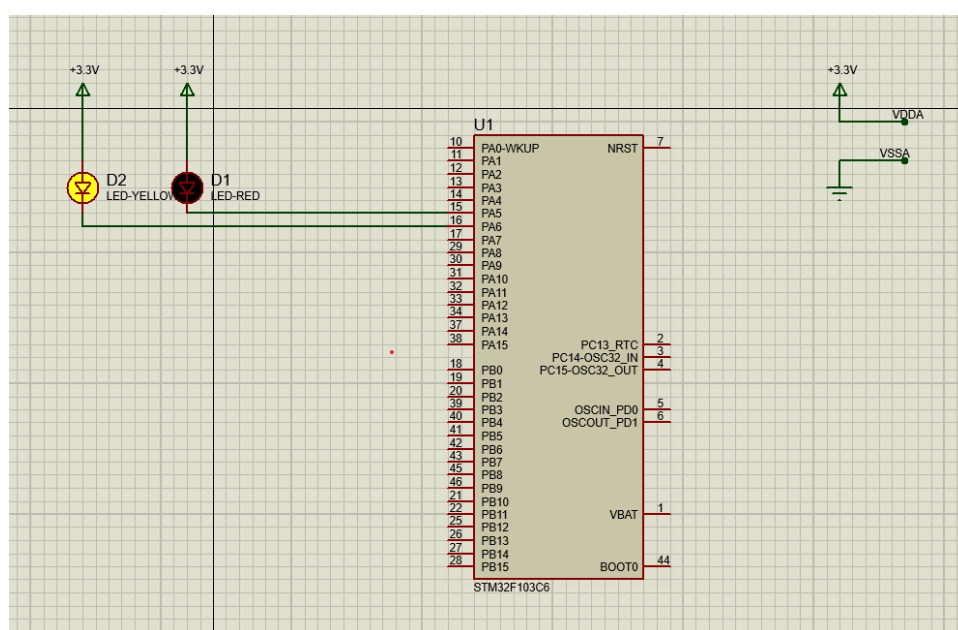 +3.3V
+3.3V
+3.3V
VDDA
VSSA
D2
LED-YELLOW
D1
LED-RED
U1
10 PA0-WKUP
11 PA1
12 PA2
13 PA3
14 PA4
15 PA5
16 PA6
17 PA7
29 PA8
30 PA9
31 PA10
32 PA11
33 PA12
34 PA13
37 PA14
38 PA15
18 PB0
19 PB1
20 PB2
39 PB3
40 PB4
41 PB5
42 PB6
43 PB7
45 PB8
46 PB9
21 PB10
22 PB11
25 PB12
26 PB13
27 PB14
28 PB15
NRST 7
PC13_RTC 2
PC14-OSC32_IN 3
PC15-OSC32_OUT 4
OSCIN_PD0 5
OSCOUT_PD1 6
VBAT 1
BOOT0 44
STM32F103C6